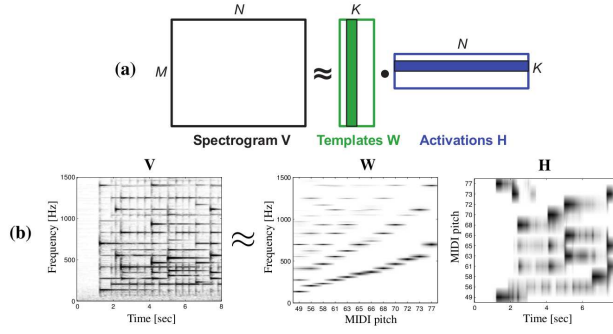 N K
(a) M ≈ • N K
Spectrogram V Templates W Activations H
V W H
(b) ≈
Frequency [Hz]
1500
1000
500
0
0 2 4 6 8
Time [sec]
Frequency [Hz]
1500
1000
500
0
49 52 56 58 61 63 65 66 68 70 72 73 77
MIDI pitch
MIDI pitch
77
73
72
70
68
66
65
63
61
58
56
52
49
2 4 6
Time [sec]